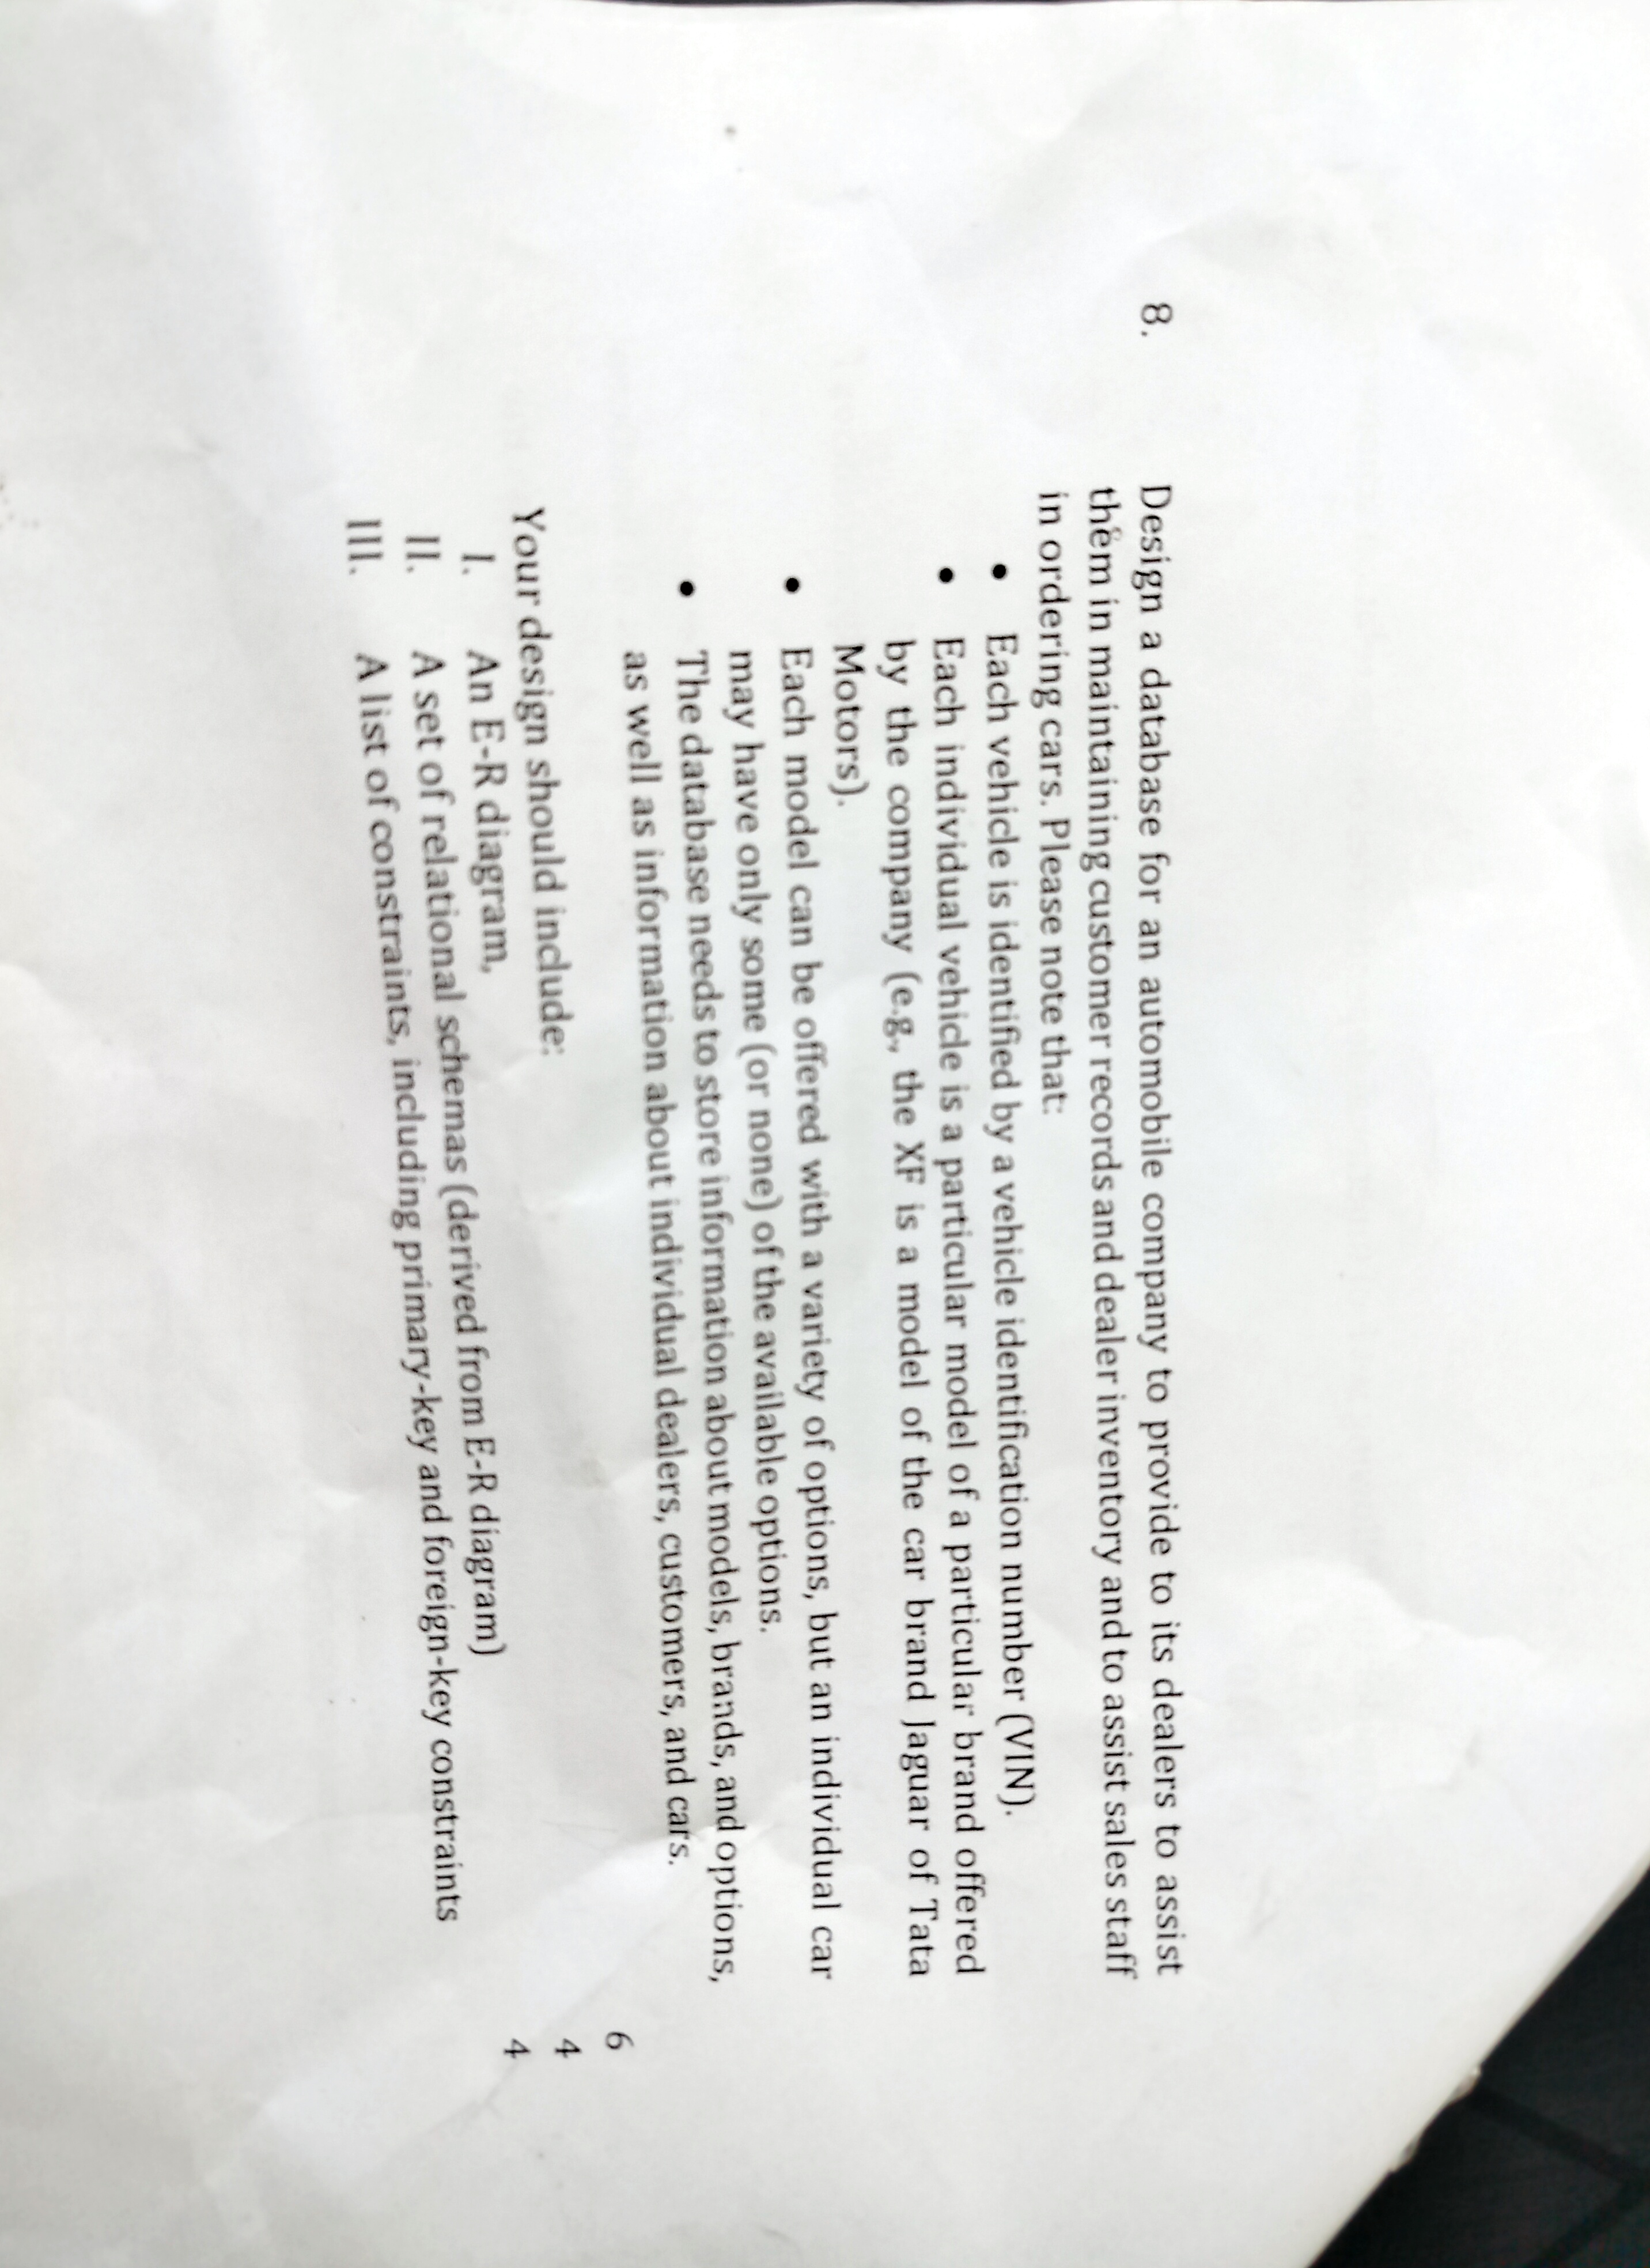 8. Design a database for an automobile company to provide to its dealers to assist
them in maintaining customer records and dealer inventory and to assist sales staff
in ordering cars. Please note that:
• Each vehicle is identified by a vehicle identification number (VIN).
• Each individual vehicle is a particular model of a particular brand offered
by the company (e.g., the XF is a model of the car brand Jaguar of Tata
Motors).
• Each model can be offered with a variety of options, but an individual car
may have only some (or none) of the available options.
• The database needs to store information about models, brands, and options,
as well as information about individual dealers, customers, and cars.
Your design should include:
I. An E-R diagram, 6
II. A set of relational schemas (derived from E-R diagram) 4
III. A list of constraints, including primary-key and foreign-key constraints 4